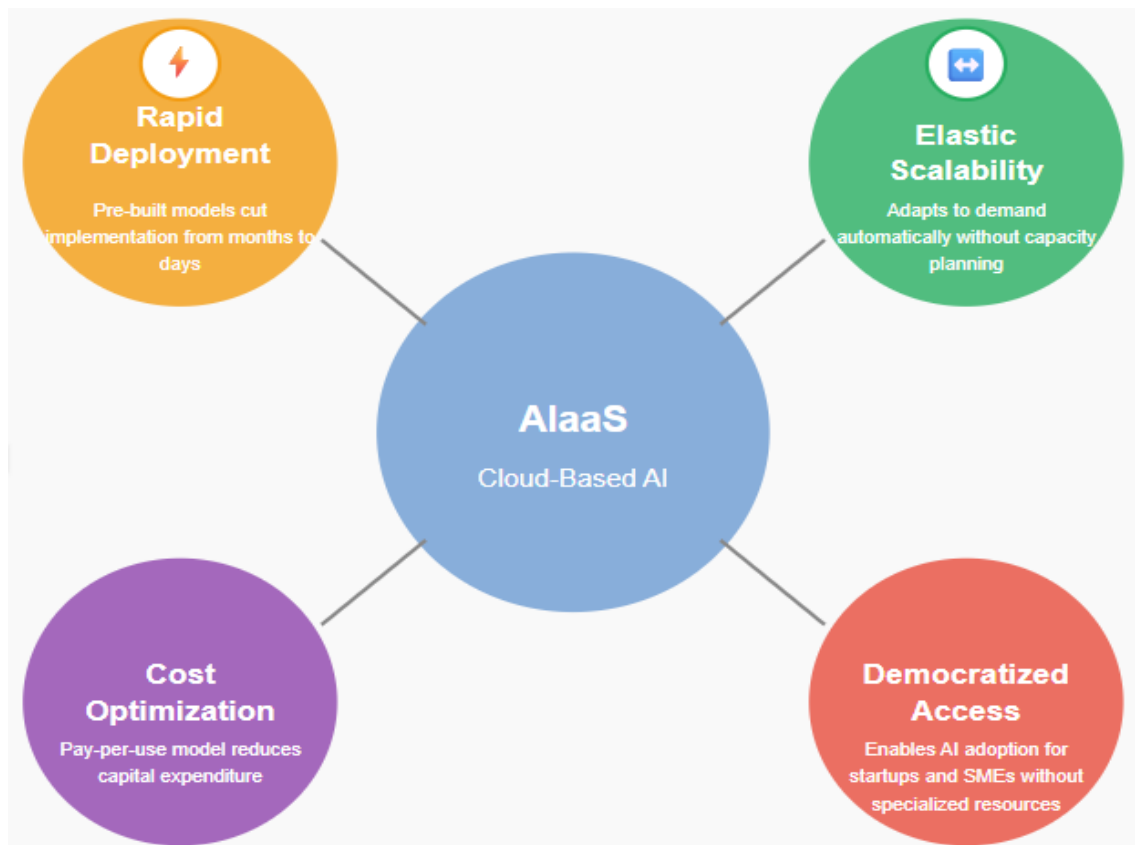 Rapid
Deployment
Pre-built models cut
implementation from months to
days
Elastic
Scalability
Adapts to demand
automatically without capacity
planning
AIaaS
Cloud-Based AI
Cost
Optimization
Pay-per-use model reduces
capital expenditure
Democratized
Access
Enables AI adoption for
startups and SMEs without
specialized resources